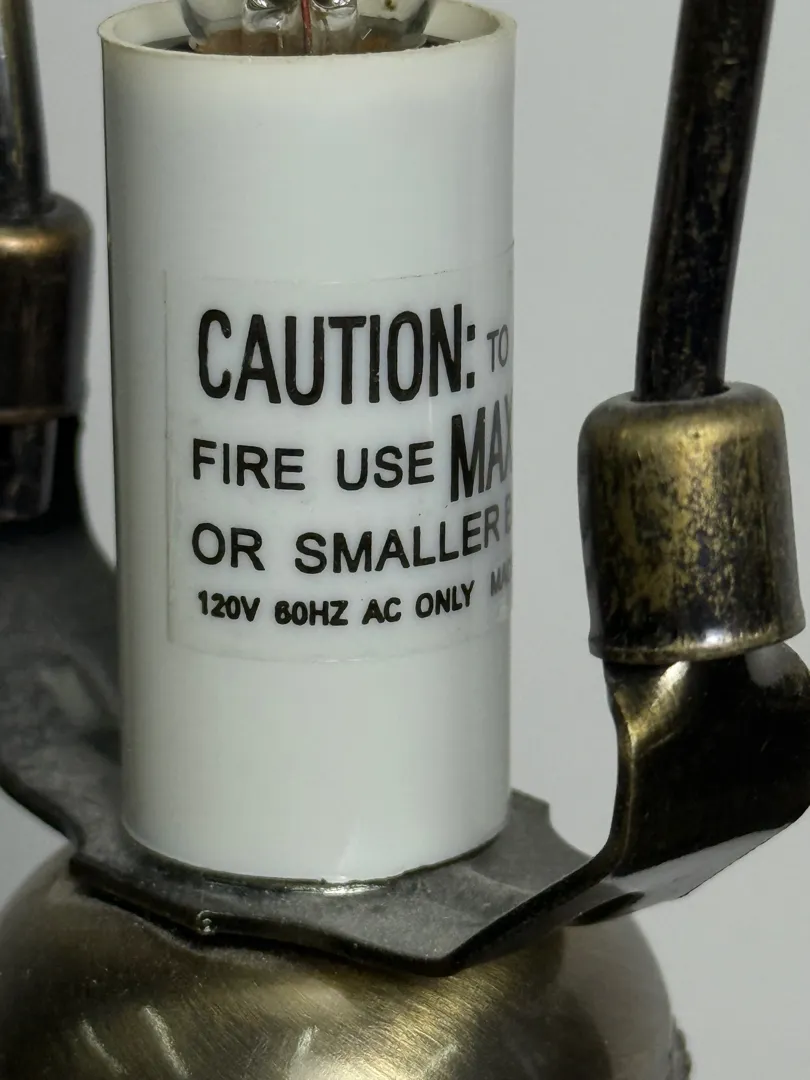 CAUTION: TO
FIRE USE MAX
OR SMALLER
120V 60HZ AC ONLY